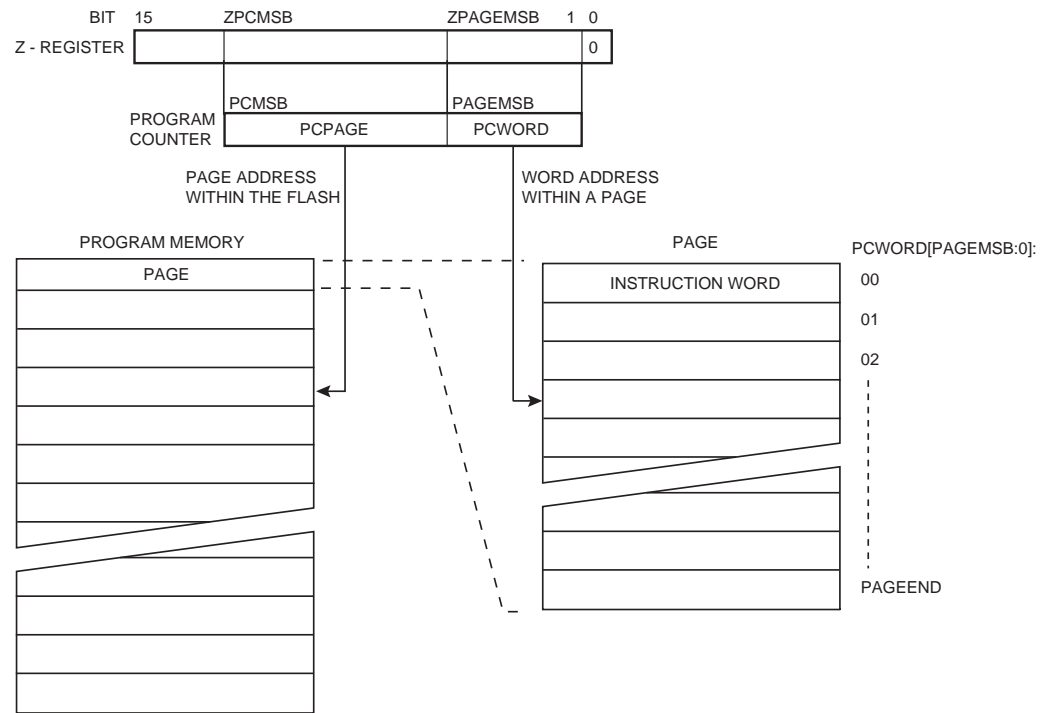 BIT 15 ZPCMSB ZPAGEMSB 1 0
Z - REGISTER 0
PCMSB PAGEMSB
PROGRAM
COUNTER
PCPAGE PCWORD
PAGE ADDRESS
WITHIN THE FLASH
WORD ADDRESS
WITHIN A PAGE
PROGRAM MEMORY
PAGE
PAGE
INSTRUCTION WORD
PCWORD[PAGEMSB:0]:
00
01
02
PAGEEND